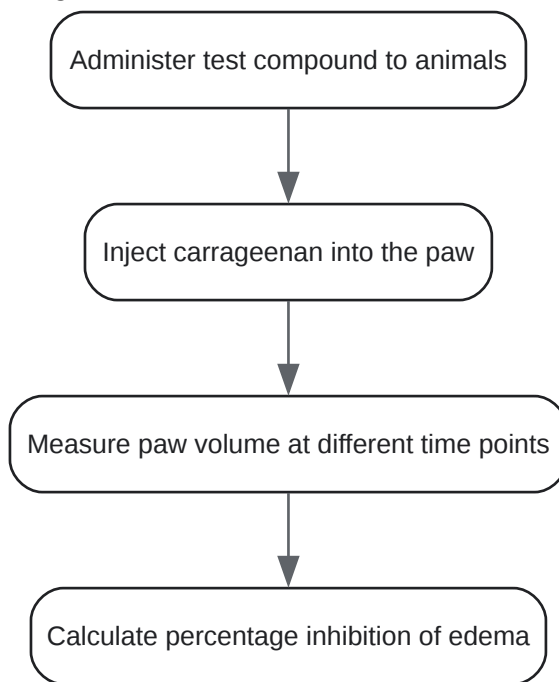 Administer test compound to animals
Inject carrageenan into the paw
Measure paw volume at different time points
Calculate percentage inhibition of edema